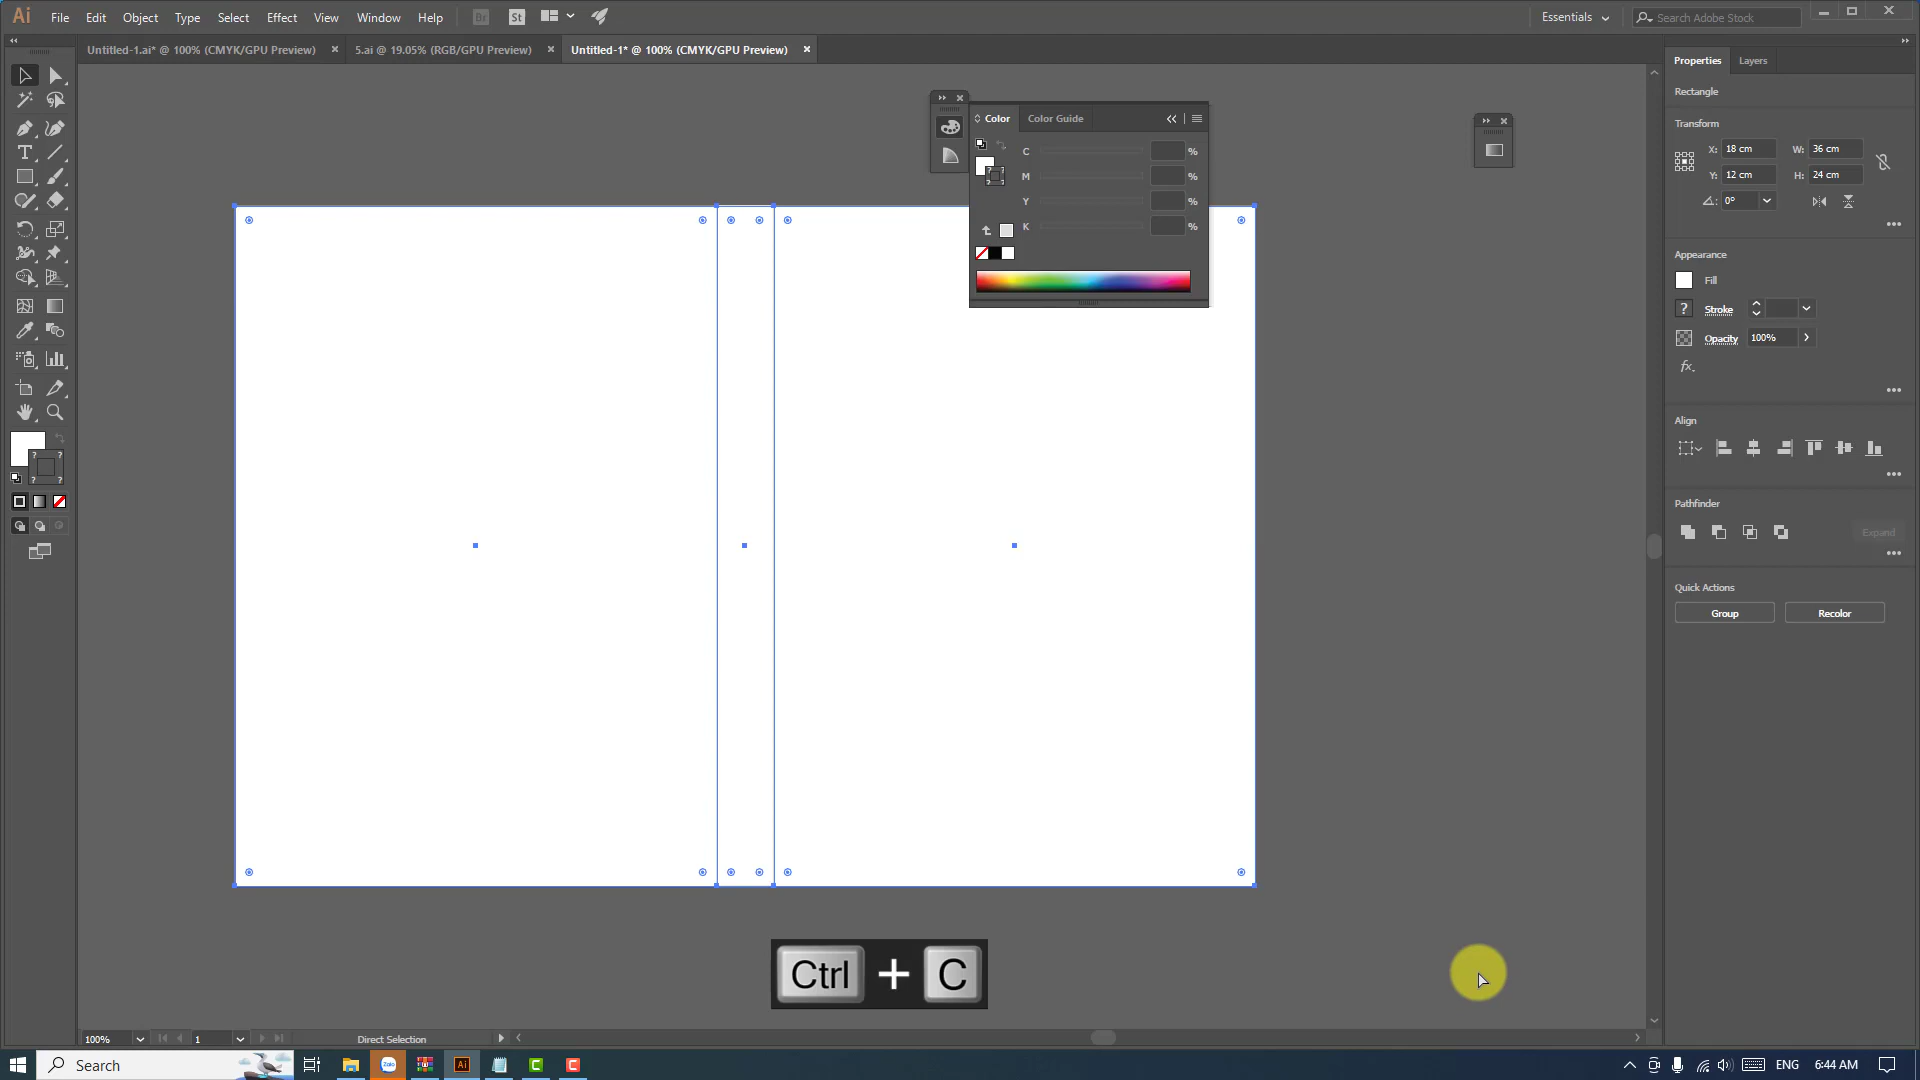 Ai File Edit Object Type Select Effect View Window Help Br St Essentials Search Adobe Stock
Untitled-1.ai* @ 100% (CMYK/GPU Preview) × 5.ai @ 19.05% (RGB/GPU Preview) × Untitled-1* @ 100% (CMYK/GPU Preview) ×
Color Color Guide
C %
M %
Y %
K %
Properties Layers
Rectangle
Transform
X: 18 cm W: 36 cm
Y: 12 cm H: 24 cm
0°
Appearance
Fill
? Stroke
Opacity 100%
fx.
Align
Pathfinder
Expand
Quick Actions
Group Recolor
T
? ?
? ?
Ctrl + C
100% 1 Direct Selection
Search Zalo Ai C C ENG 6:44 AM